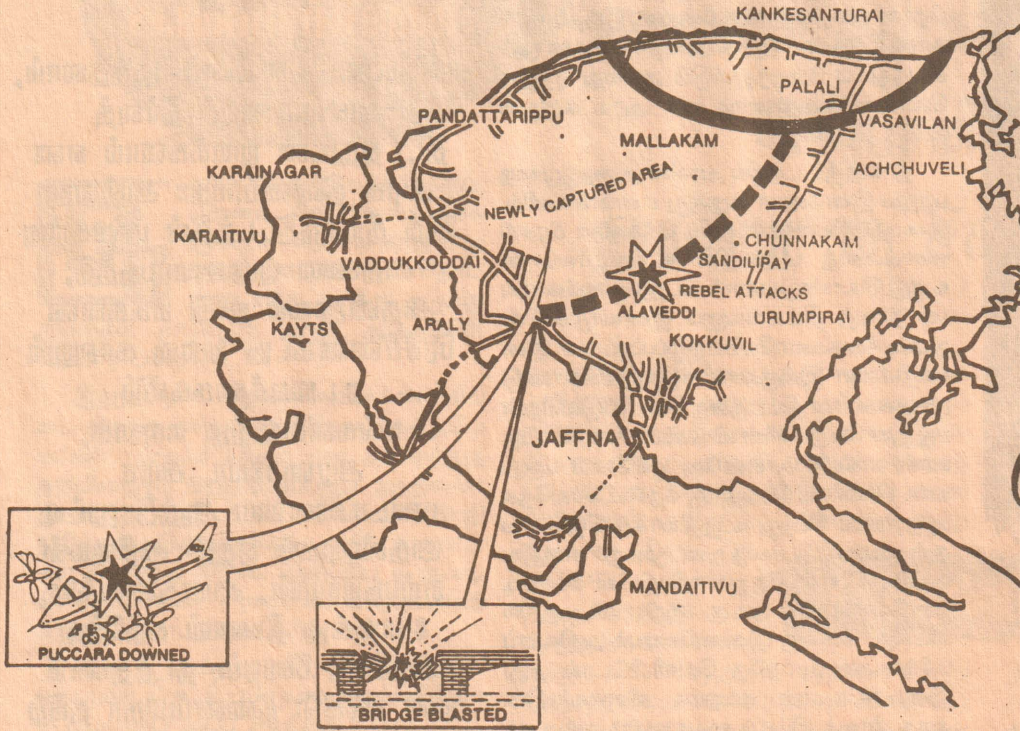 KANKESANTURAI
PALALI
PANDATTARIPPU
VASAVILAN
MALLAKAM
ACHCHUVELI
KARAINAGAR
NEWLY CAPTURED AREA
KARAITIVU
CHUNNAKAM
VADDUKKODDAI
SANDILIPAY
REBEL ATTACKS
ALAVEDDI
URUMPIRAI
KAYTS
ARALY
KOKKUVIL
JAFFNA
MANDAITIVU
PUCCARA DOWNED
BRIDGE BLASTED